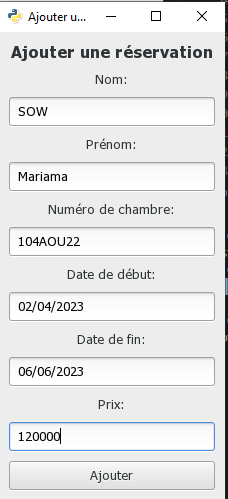 Ajouter u...
Ajouter une réservation
Nom:
SOW
Prénom:
Mariama
Numéro de chambre:
104AOU22
Date de début:
02/04/2023
Date de fin:
06/06/2023
Prix:
120000
Ajouter